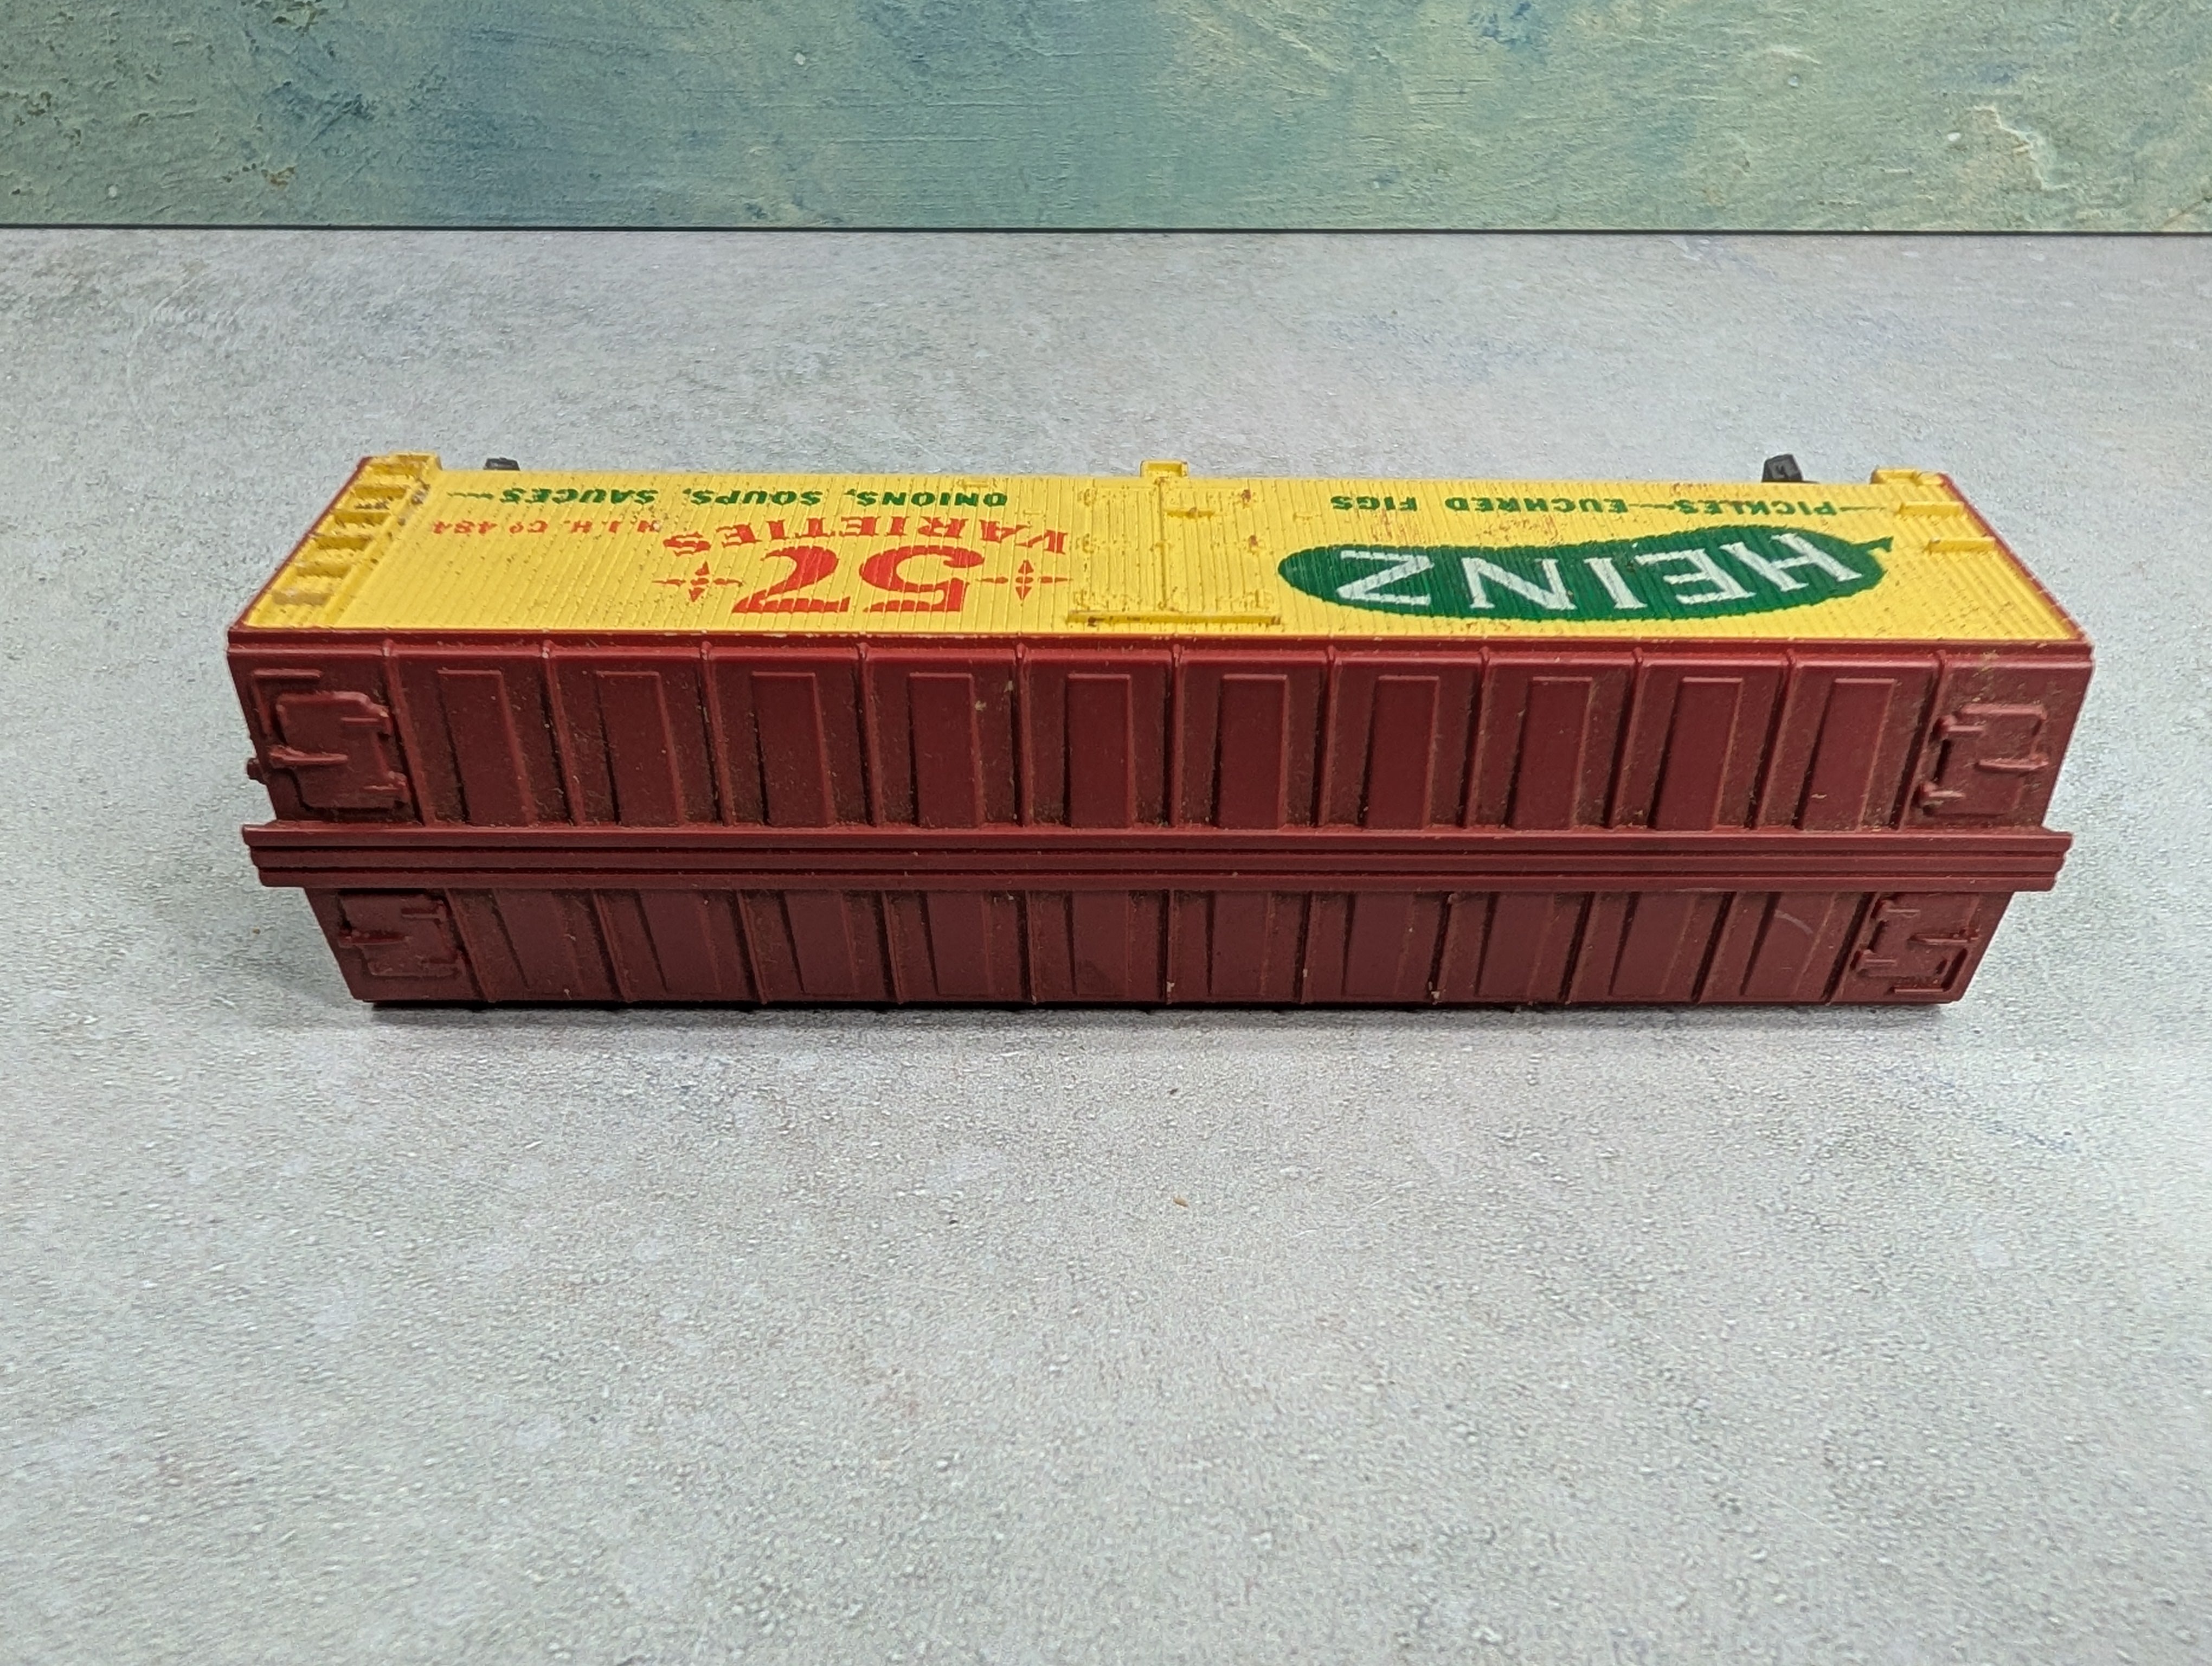 HEINZ
—PICKLES—EUCHRED FIGS
57
VARIETIES
ONIONS, SOUPS, SAUCES—
H.J.H. Co 484